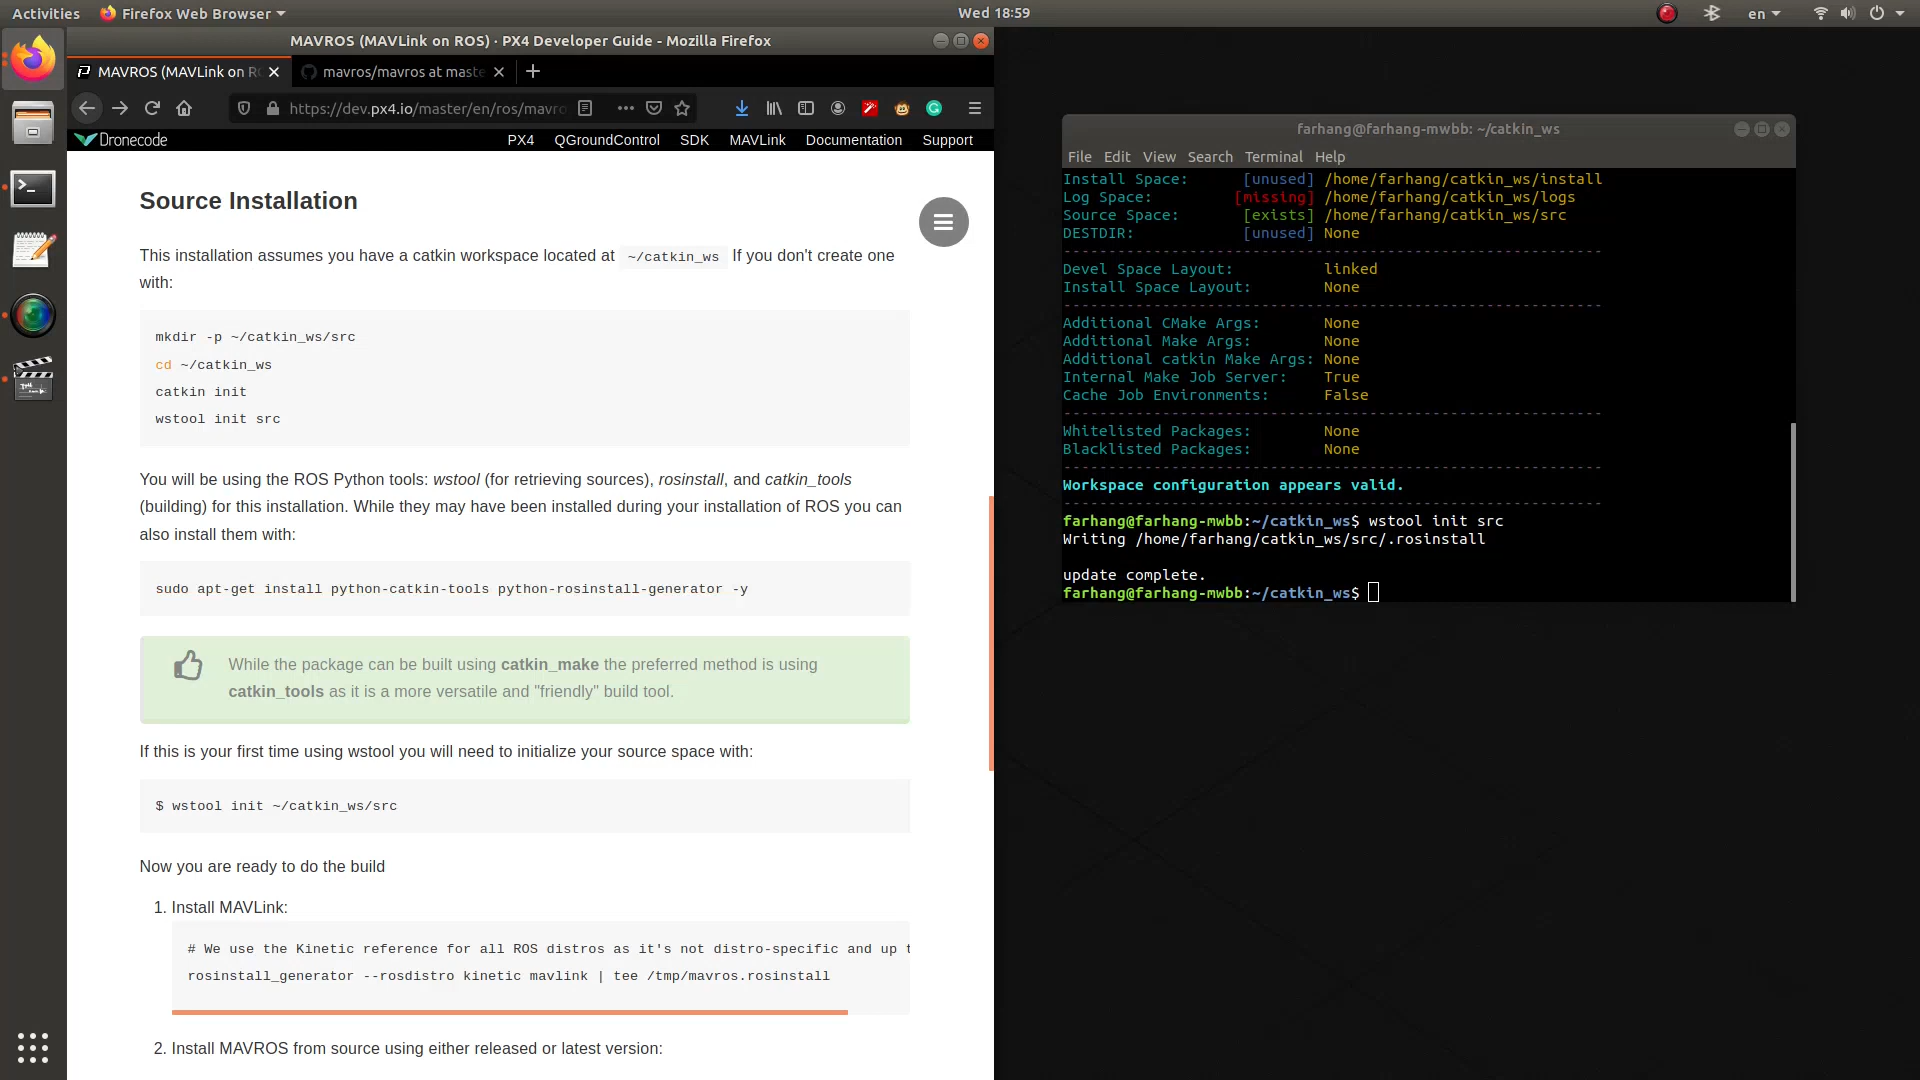 Activities
Firefox Web Browser
Wed 18:59
en
MAVROS (MAVLink on ROS) · PX4 Developer Guide - Mozilla Firefox
MAVROS (MAVLink on R
mavros/mavros at maste
https://dev.px4.io/master/en/ros/mavro
Dronecode
PX4 QGroundControl SDK MAVLink Documentation Support
Source Installation
This installation assumes you have a catkin workspace located at ~/catkin_ws If you don't create one
with:
mkdir -p ~/catkin_ws/src
cd ~/catkin_ws
catkin init
wstool init src
You will be using the ROS Python tools: wstool (for retrieving sources), rosinstall, and catkin_tools
(building) for this installation. While they may have been installed during your installation of ROS you can
also install them with:
sudo apt-get install python-catkin-tools python-rosinstall-generator -y
While the package can be built using catkin_make the preferred method is using
catkin_tools as it is a more versatile and "friendly" build tool.
If this is your first time using wstool you will need to initialize your source space with:
$ wstool init ~/catkin_ws/src
Now you are ready to do the build
1. Install MAVLink:
# We use the Kinetic reference for all ROS distros as it's not distro-specific and up t
rosinstall_generator --rosdistro kinetic mavlink | tee /tmp/mavros.rosinstall
2. Install MAVROS from source using either released or latest version:
farhang@farhang-mwbb: ~/catkin_ws
File Edit View Search Terminal Help
Install Space: [unused] /home/farhang/catkin_ws/install
Log Space: [missing] /home/farhang/catkin_ws/logs
Source Space: [exists] /home/farhang/catkin_ws/src
DESTDIR: [unused] None
------------------------------------------------------------
Devel Space Layout: linked
Install Space Layout: None
------------------------------------------------------------
Additional CMake Args: None
Additional Make Args: None
Additional catkin Make Args: None
Internal Make Job Server: True
Cache Job Environments: False
------------------------------------------------------------
Whitelisted Packages: None
Blacklisted Packages: None
------------------------------------------------------------
Workspace configuration appears valid.
------------------------------------------------------------
farhang@farhang-mwbb:~/catkin_ws$ wstool init src
Writing /home/farhang/catkin_ws/src/.rosinstall
update complete.
farhang@farhang-mwbb:~/catkin_ws$